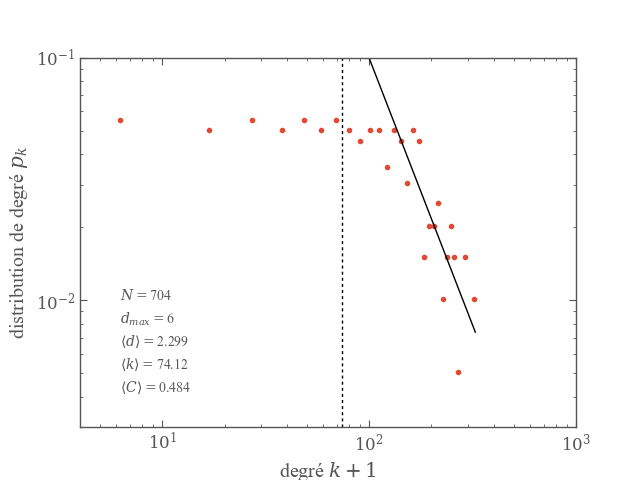 10⁻¹
10⁻²
distribution de degré pₖ
N = 704
dₘₐₓ = 6
⟨d⟩ = 2.299
⟨k⟩ = 74.12
⟨C⟩ = 0.484
10¹ 10² 10³
degré k + 1